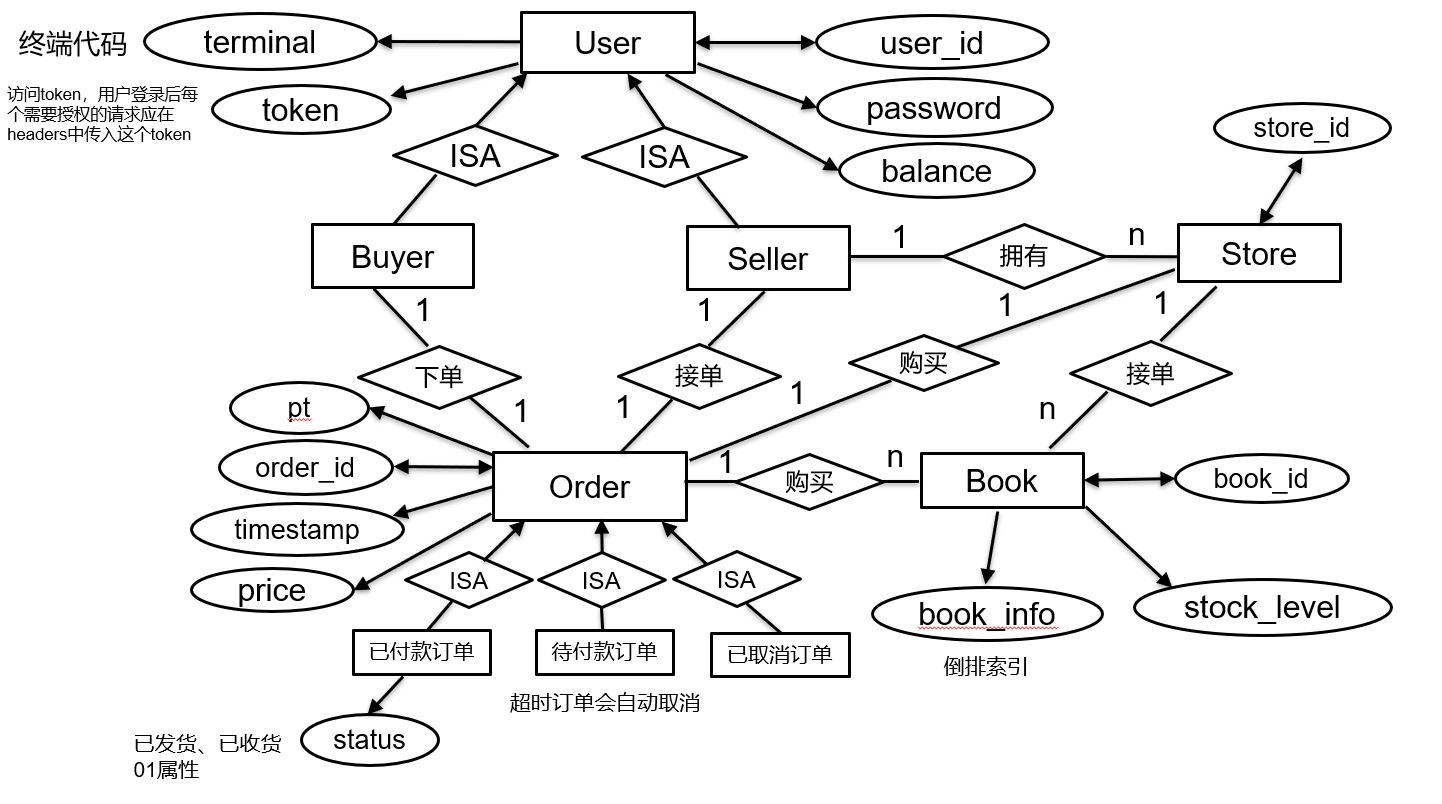 终端代码
terminal
User
user_id
访问token，用户登录后每
个需要授权的请求应在
headers中传入这个token
token
password
store_id
ISA
ISA
balance
Buyer
Seller
1
拥有
n
Store
1
1
1
1
下单
接单
购买
接单
pt
1
1
1
n
order_id
Order
1
购买
n
Book
book_id
timestamp
price
ISA
ISA
ISA
book_info
stock_level
已付款订单
待付款订单
已取消订单
倒排索引
超时订单会自动取消
已发货、已收货
01属性
status